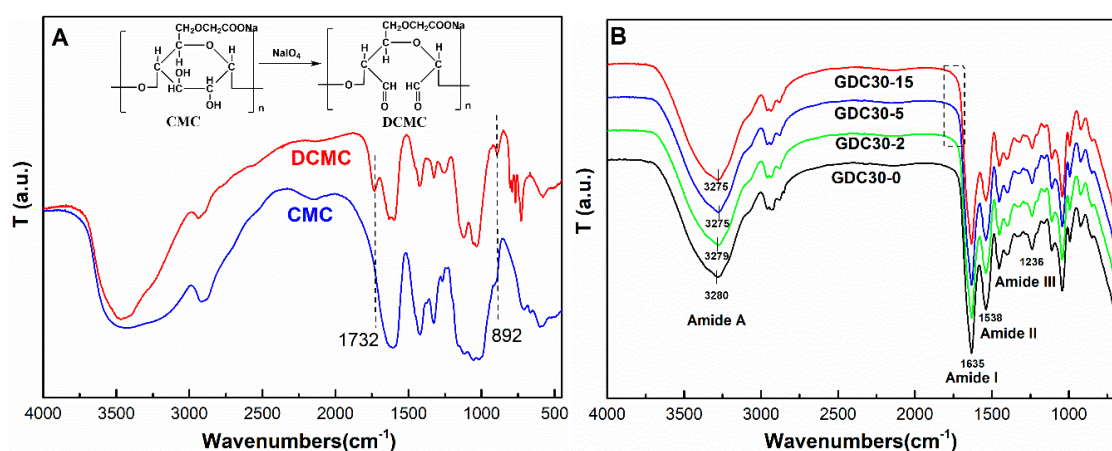 A
CH₂OCH₂COONa
H
O
OH
H
H
H
O
H
OH
n
CMC
NaIO₄
CH₂OCH₂COONa
H
O
H
H
H
O
O
O
n
DCMC
DCMC
CMC
1732
892
T (a.u.)
4000 3500 3000 2500 2000 1500 1000 500
Wavenumbers(cm⁻¹)
B
GDC30-15
GDC30-5
GDC30-2
GDC30-0
3275
3275
3279
3280
Amide A
1236
Amide III
1538
Amide II
1635
Amide I
T (a.u.)
4000 3500 3000 2500 2000 1500 1000
Wavenumbers(cm⁻¹)